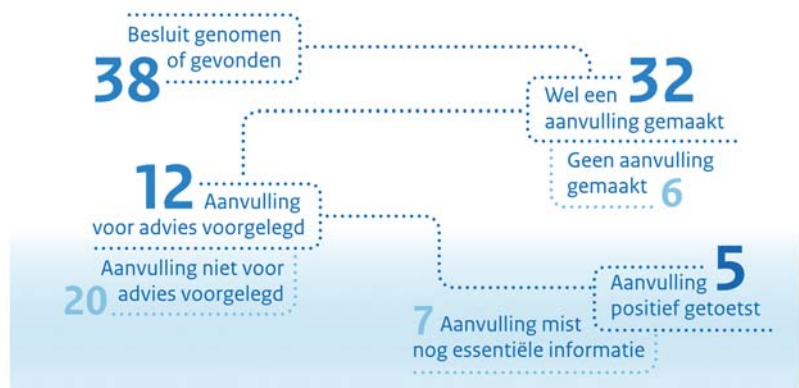 Besluit genomen
of gevonden
38
32
Wel een
aanvulling gemaakt
Geen aanvulling
gemaakt 6
12 Aanvulling
voor advies voorgelegd
Aanvulling niet voor
20 advies voorgelegd
5
Aanvulling
positief getoetst
7 Aanvulling mist
nog essentiële informatie